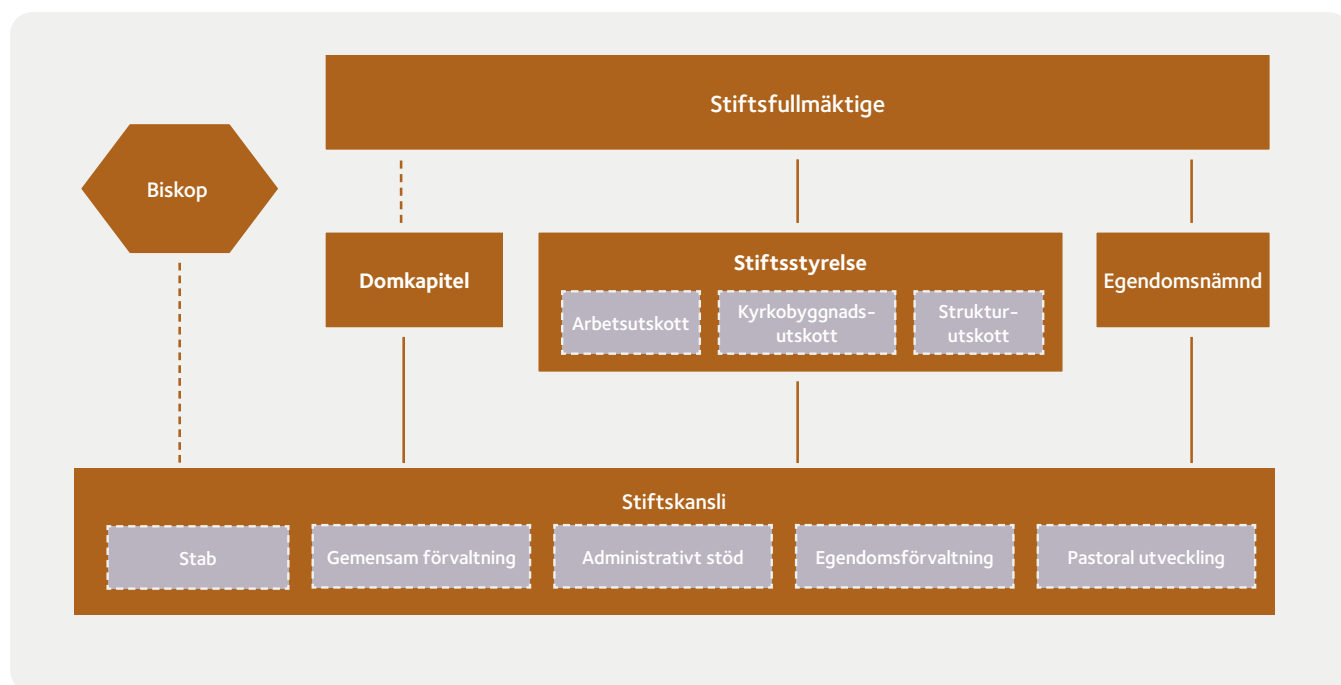 Stiftsfullmäktige
Biskop
Domkapitel
Stiftsstyrelse
Arbetsutskott
Kyrkobyggnads-
utskott
Struktur-
utskott
Egendomsnämnd
Stiftskansli
Stab
Gemensam förvaltning
Administrativt stöd
Egendomsförvaltning
Pastoral utveckling